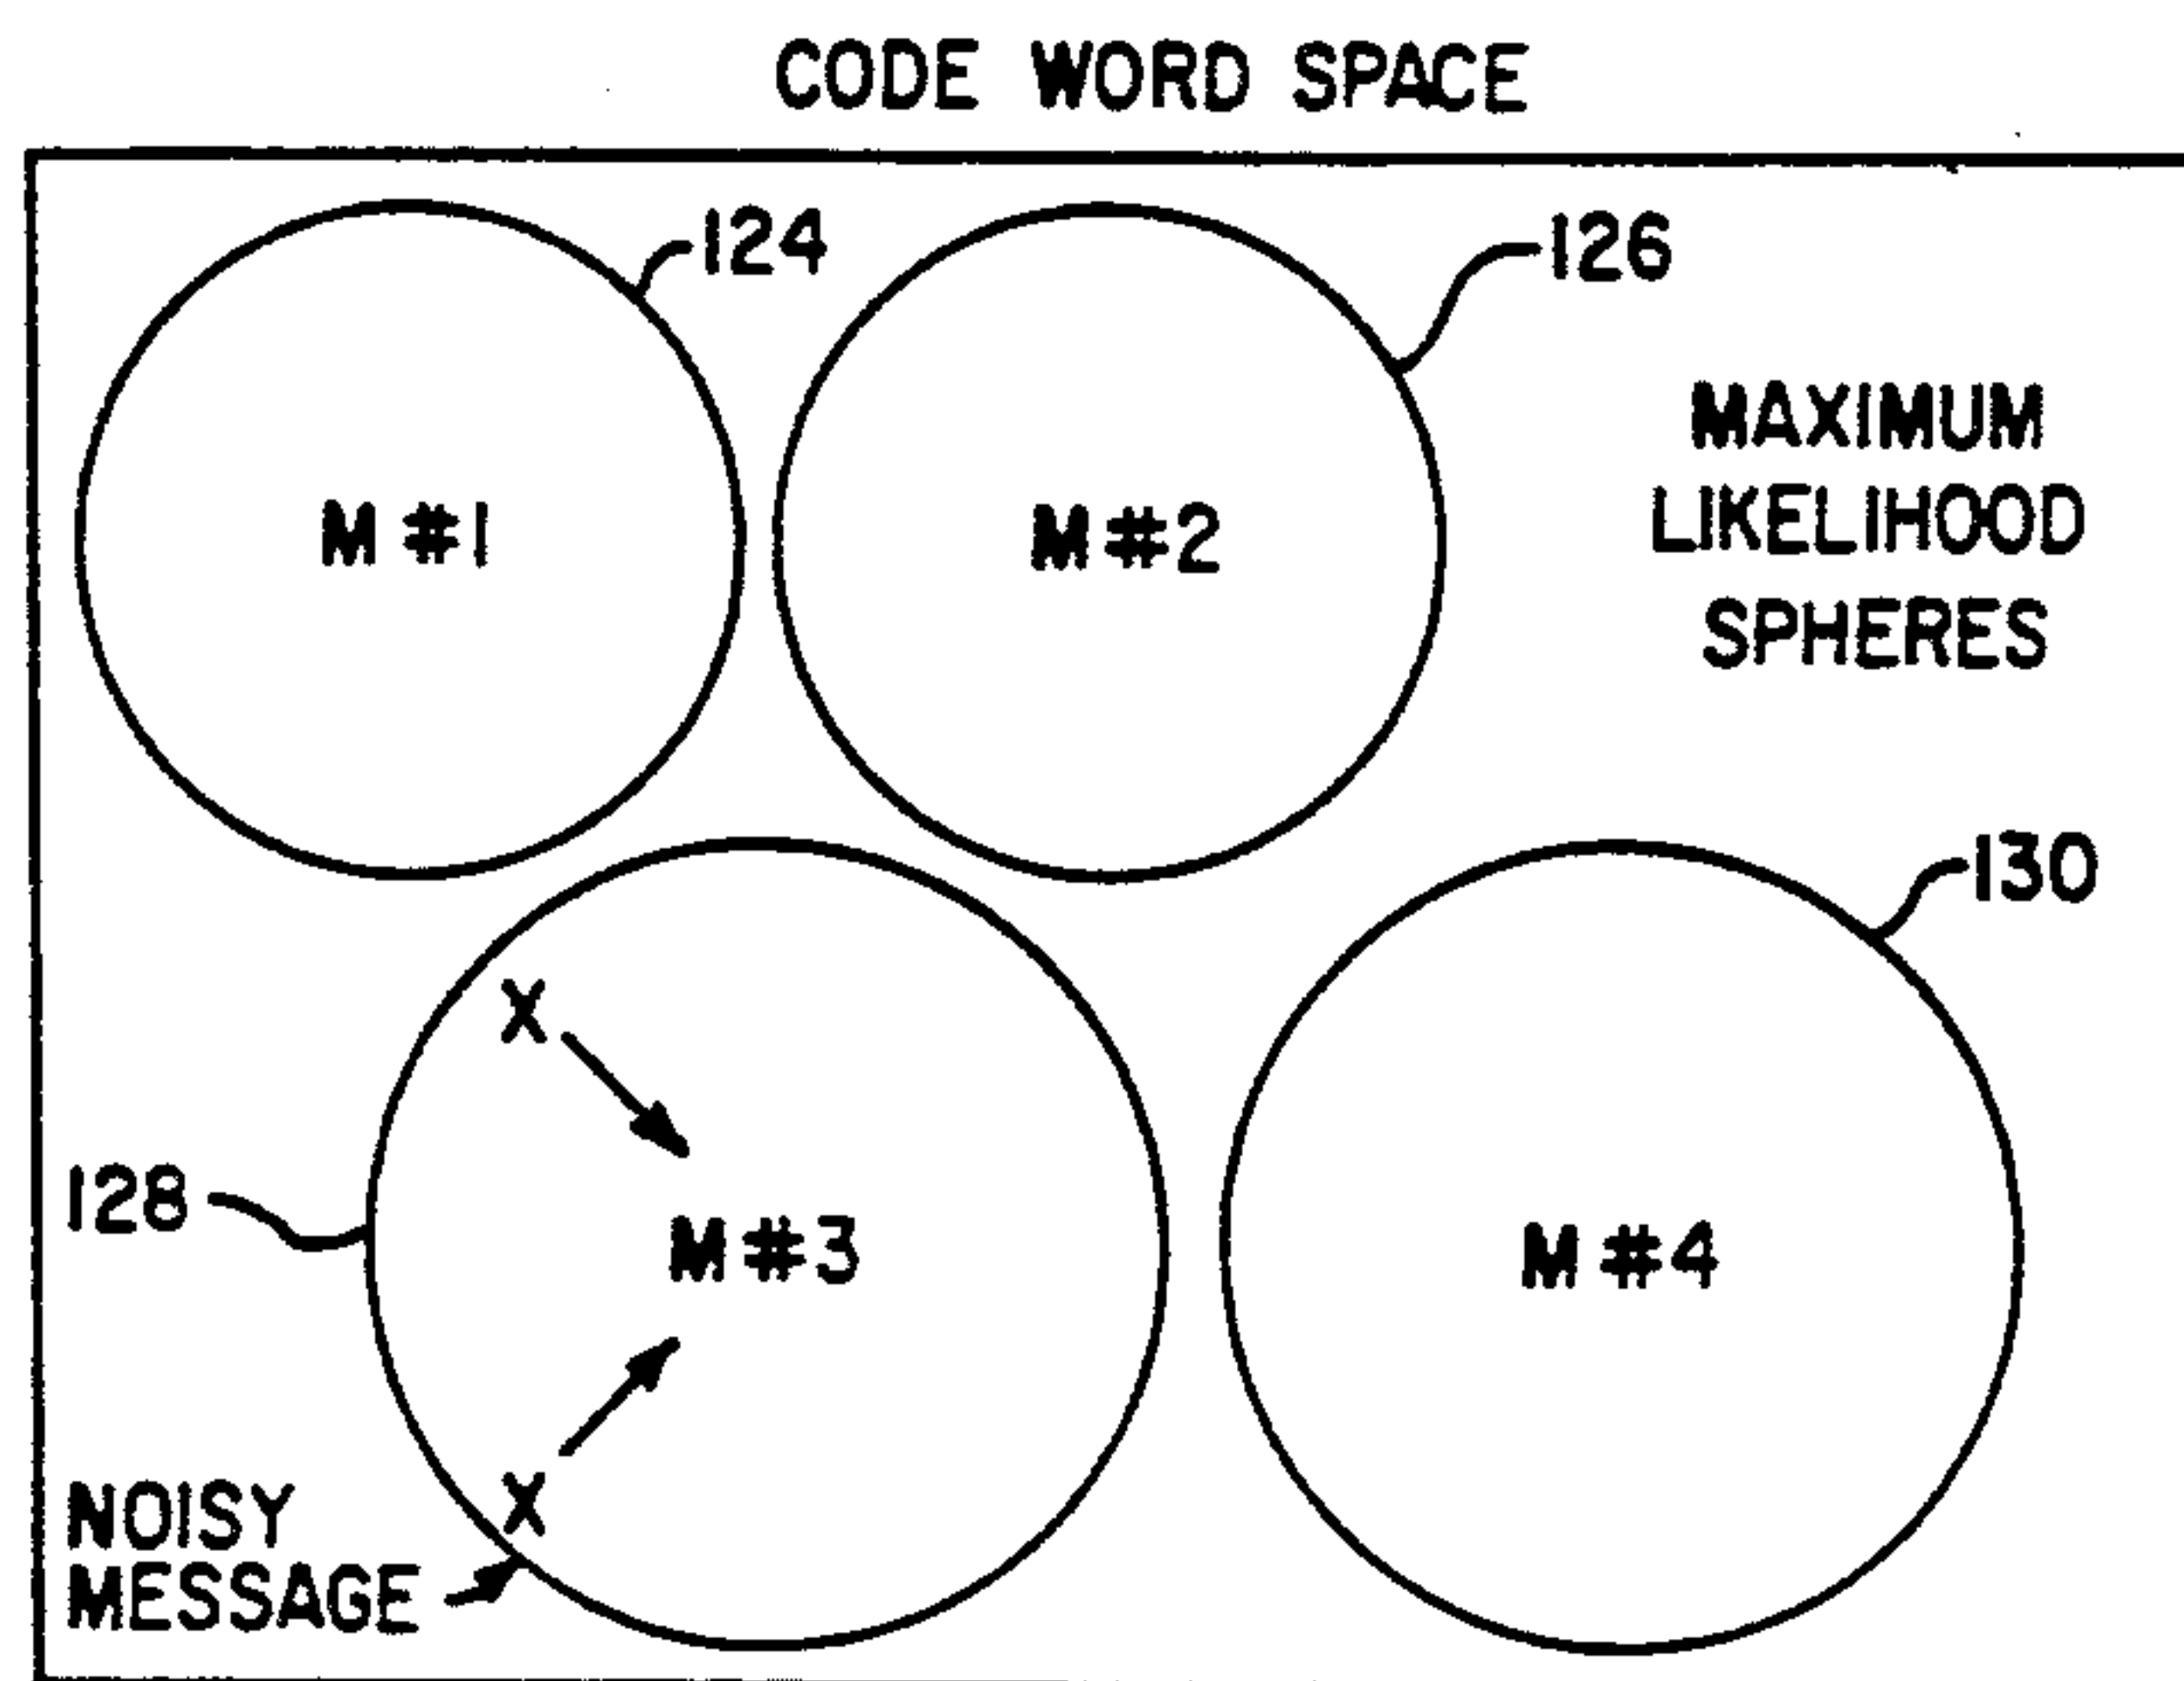 CODE WORD SPACE
124
126
M #1
M #2
MAXIMUM
LIKELIHOOD
SPHERES
130
X
128
M #3
M #4
X
NOISY
MESSAGE